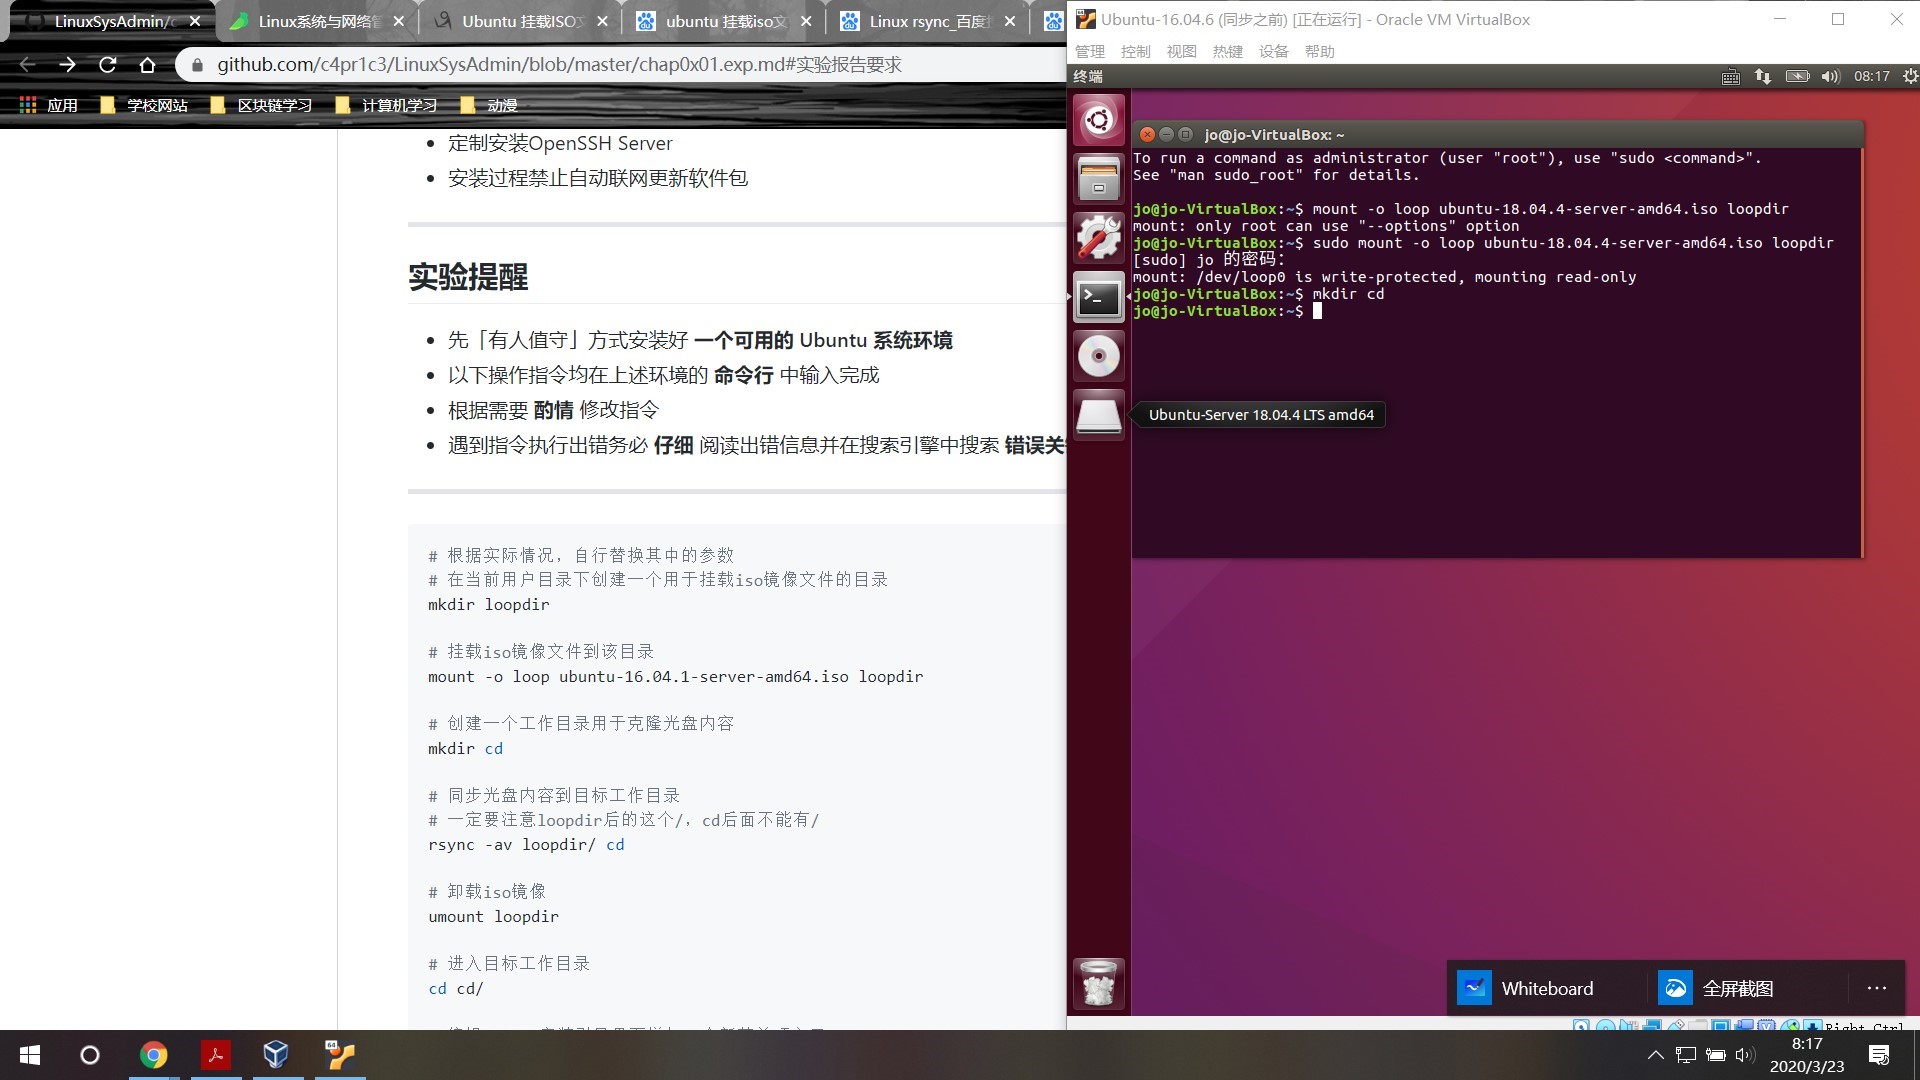 LinuxSysAdmin/c
Linux系统与网络管
Ubuntu 挂载ISO文
ubuntu 挂载iso文
Linux rsync_百度搜
github.com/c4pr1c3/LinuxSysAdmin/blob/master/chap0x01.exp.md#实验报告要求
应用
学校网站
区块链学习
计算机学习
动漫
定制安装OpenSSH Server
安装过程禁止自动联网更新软件包
实验提醒
先「有人值守」方式安装好 一个可用的 Ubuntu 系统环境
以下操作指令均在上述环境的 命令行 中输入完成
根据需要 酌情 修改指令
遇到指令执行出错务必 仔细 阅读出错信息并在搜索引擎中搜索 错误关
# 根据实际情况，自行替换其中的参数
# 在当前用户目录下创建一个用于挂载iso镜像文件的目录
mkdir loopdir
# 挂载iso镜像文件到该目录
mount -o loop ubuntu-16.04.1-server-amd64.iso loopdir
# 创建一个工作目录用于克隆光盘内容
mkdir cd
# 同步光盘内容到目标工作目录
# 一定要注意loopdir后的这个/，cd后面不能有/
rsync -av loopdir/ cd
# 卸载iso镜像
umount loopdir
# 进入目标工作目录
cd cd/
Ubuntu-16.04.6 (同步之前) [正在运行] - Oracle VM VirtualBox
管理 控制 视图 热键 设备 帮助
终端
08:17
jo@jo-VirtualBox: ~
To run a command as administrator (user "root"), use "sudo <command>".
See "man sudo_root" for details.
jo@jo-VirtualBox:~$ mount -o loop ubuntu-18.04.4-server-amd64.iso loopdir
mount: only root can use "--options" option
jo@jo-VirtualBox:~$ sudo mount -o loop ubuntu-18.04.4-server-amd64.iso loopdir
[sudo] jo 的密码：
mount: /dev/loop0 is write-protected, mounting read-only
jo@jo-VirtualBox:~$ mkdir cd
jo@jo-VirtualBox:~$
Ubuntu-Server 18.04.4 LTS amd64
Whiteboard
全屏截图
Right Ctrl
8:17
2020/3/23